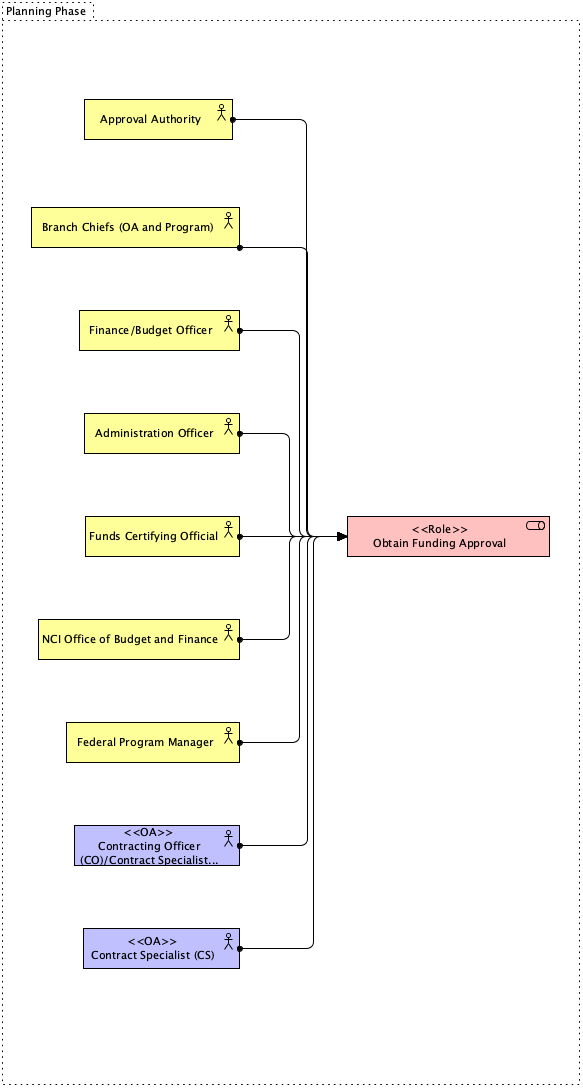 Planning Phase
Approval Authority
Branch Chiefs (OA and Program)
Finance/Budget Officer
Administration Officer
Funds Certifying Official
<<Role>>
Obtain Funding Approval
NCI Office of Budget and Finance
Federal Program Manager
<<OA>>
Contracting Officer
(CO)/Contract Specialist...
<<OA>>
Contract Specialist (CS)